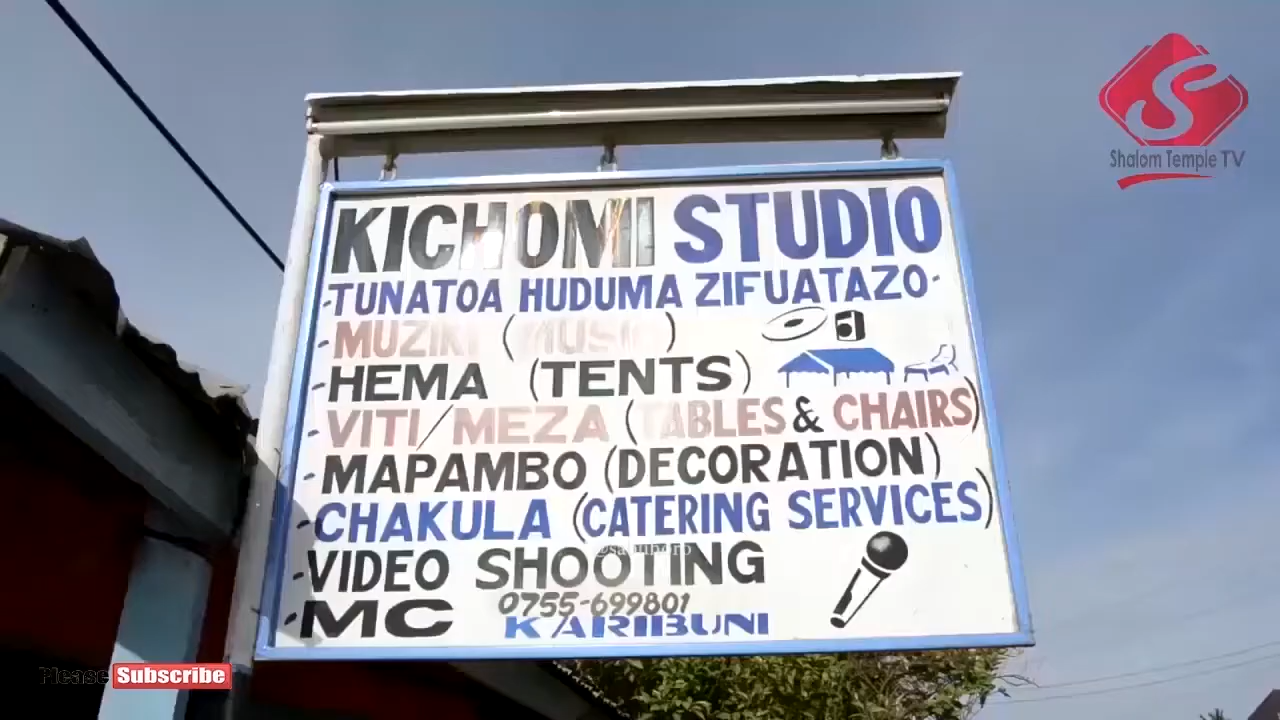 Shalom Temple TV
KICHOMI STUDIO
-TUNATOA HUDUMA ZIFUATAZO-
-MUZIKI (MUSIC)
-HEMA (TENTS)
-VITI/MEZA (TABLES & CHAIRS)
-MAPAMBO (DECORATION)
-CHAKULA (CATERING SERVICES)
-VIDEO SHOOTING
-MC 0755-699801
KARIBUNI
Please Subscribe